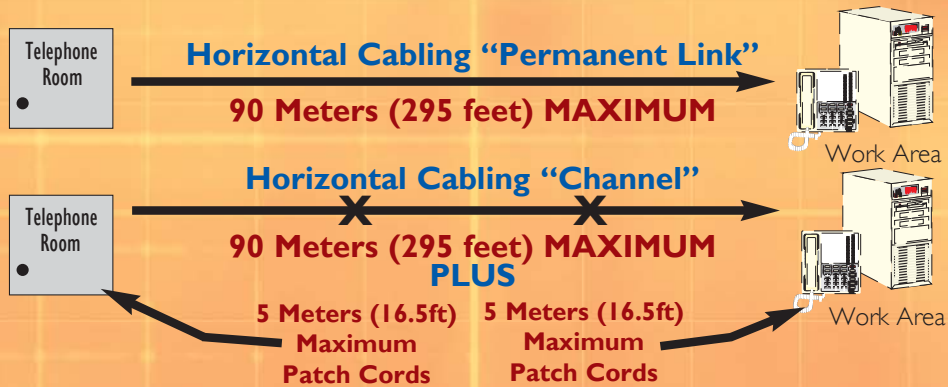 Telephone
Room
Horizontal Cabling “Permanent Link”
90 Meters (295 feet) MAXIMUM
Work Area
Horizontal Cabling “Channel”
Telephone
Room
X
X
90 Meters (295 feet) MAXIMUM
PLUS
5 Meters (16.5ft)
Maximum
Patch Cords
5 Meters (16.5ft)
Maximum
Patch Cords
Work Area